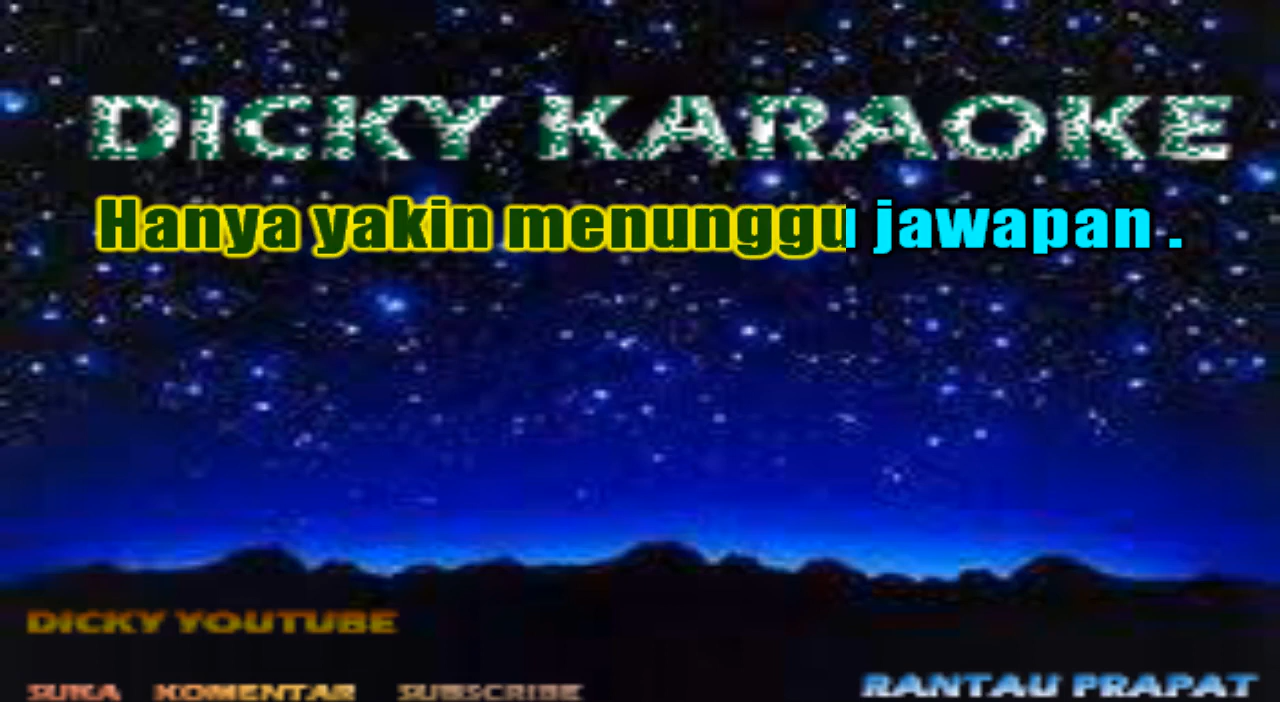 DICKY KARAOKE
Hanya yakin menunggu jawapan .
DICKY YOUTUBE
SUKA KOMENTAR SUBSCRIBE
RANTAU PRAPAT